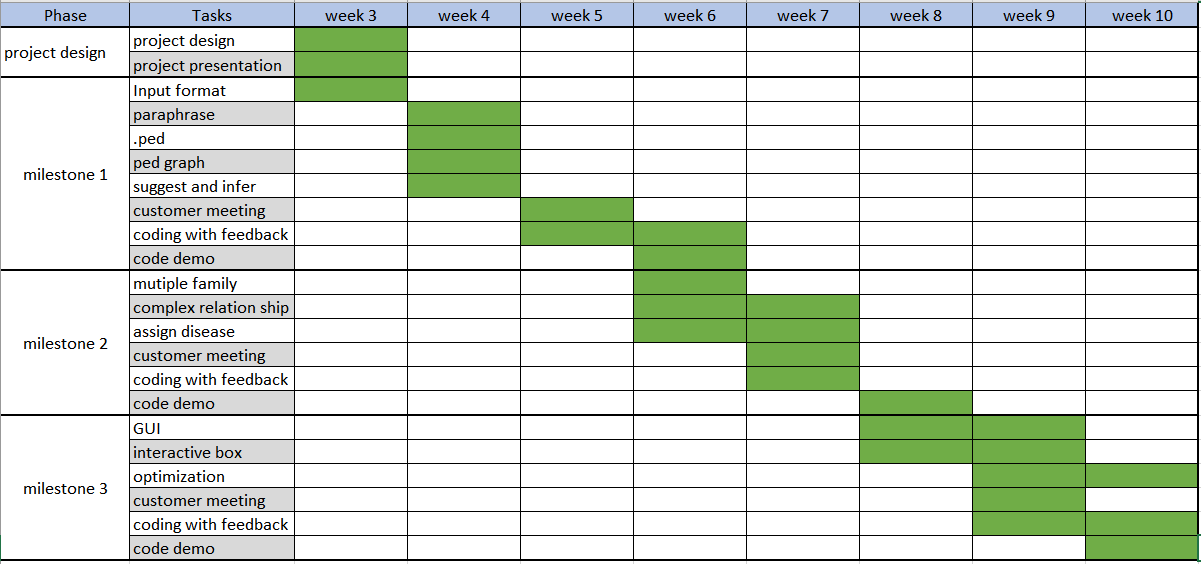 Phase Tasks week 3 week 4 week 5 week 6 week 7 week 8 week 9 week 10
project design
project design
project presentation
milestone 1
Input format
paraphrase
.ped
ped graph
suggest and infer
customer meeting
coding with feedback
code demo
milestone 2
mutiple family
complex relation ship
assign disease
customer meeting
coding with feedback
code demo
milestone 3
GUI
interactive box
optimization
customer meeting
coding with feedback
code demo